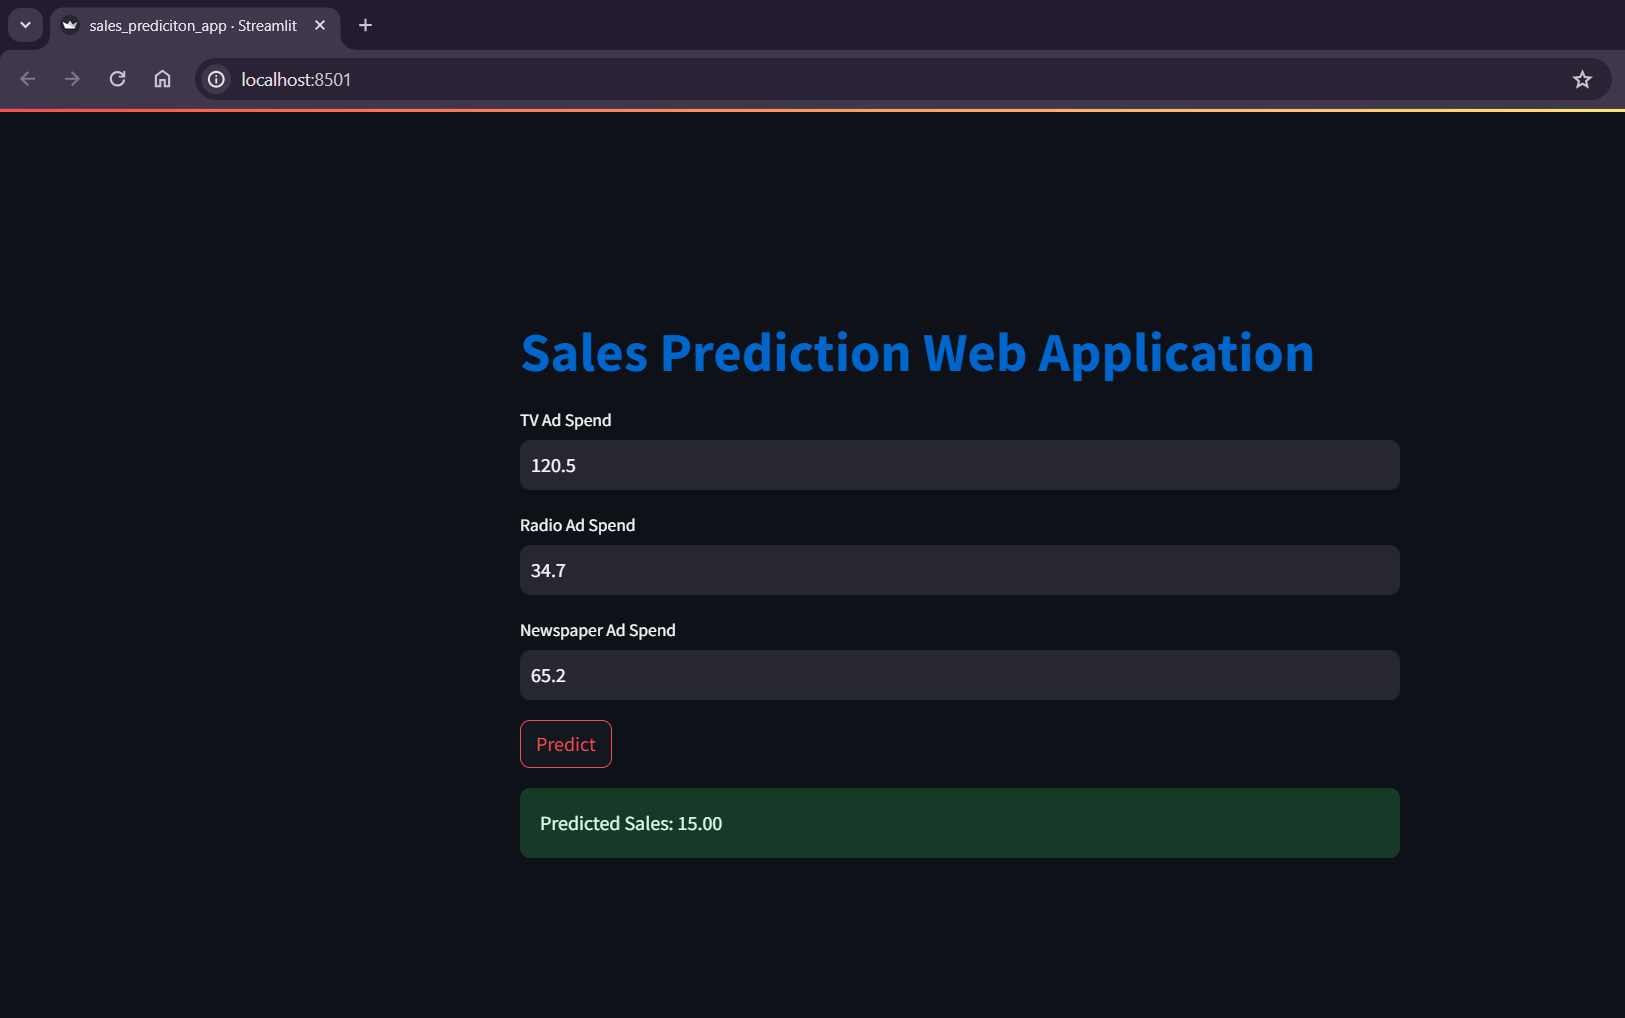 sales_prediciton_app · Streamlit
localhost:8501
Sales Prediction Web Application
TV Ad Spend
120.5
Radio Ad Spend
34.7
Newspaper Ad Spend
65.2
Predict
Predicted Sales: 15.00